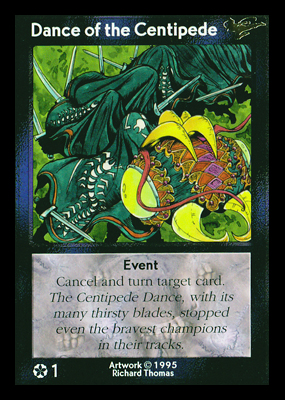 Dance of the Centipede
Event
Cancel and turn target card.
The Centipede Dance, with its
many thirsty blades, stopped
even the bravest champions
in their tracks.
1
Artwork © 1995
Richard Thomas